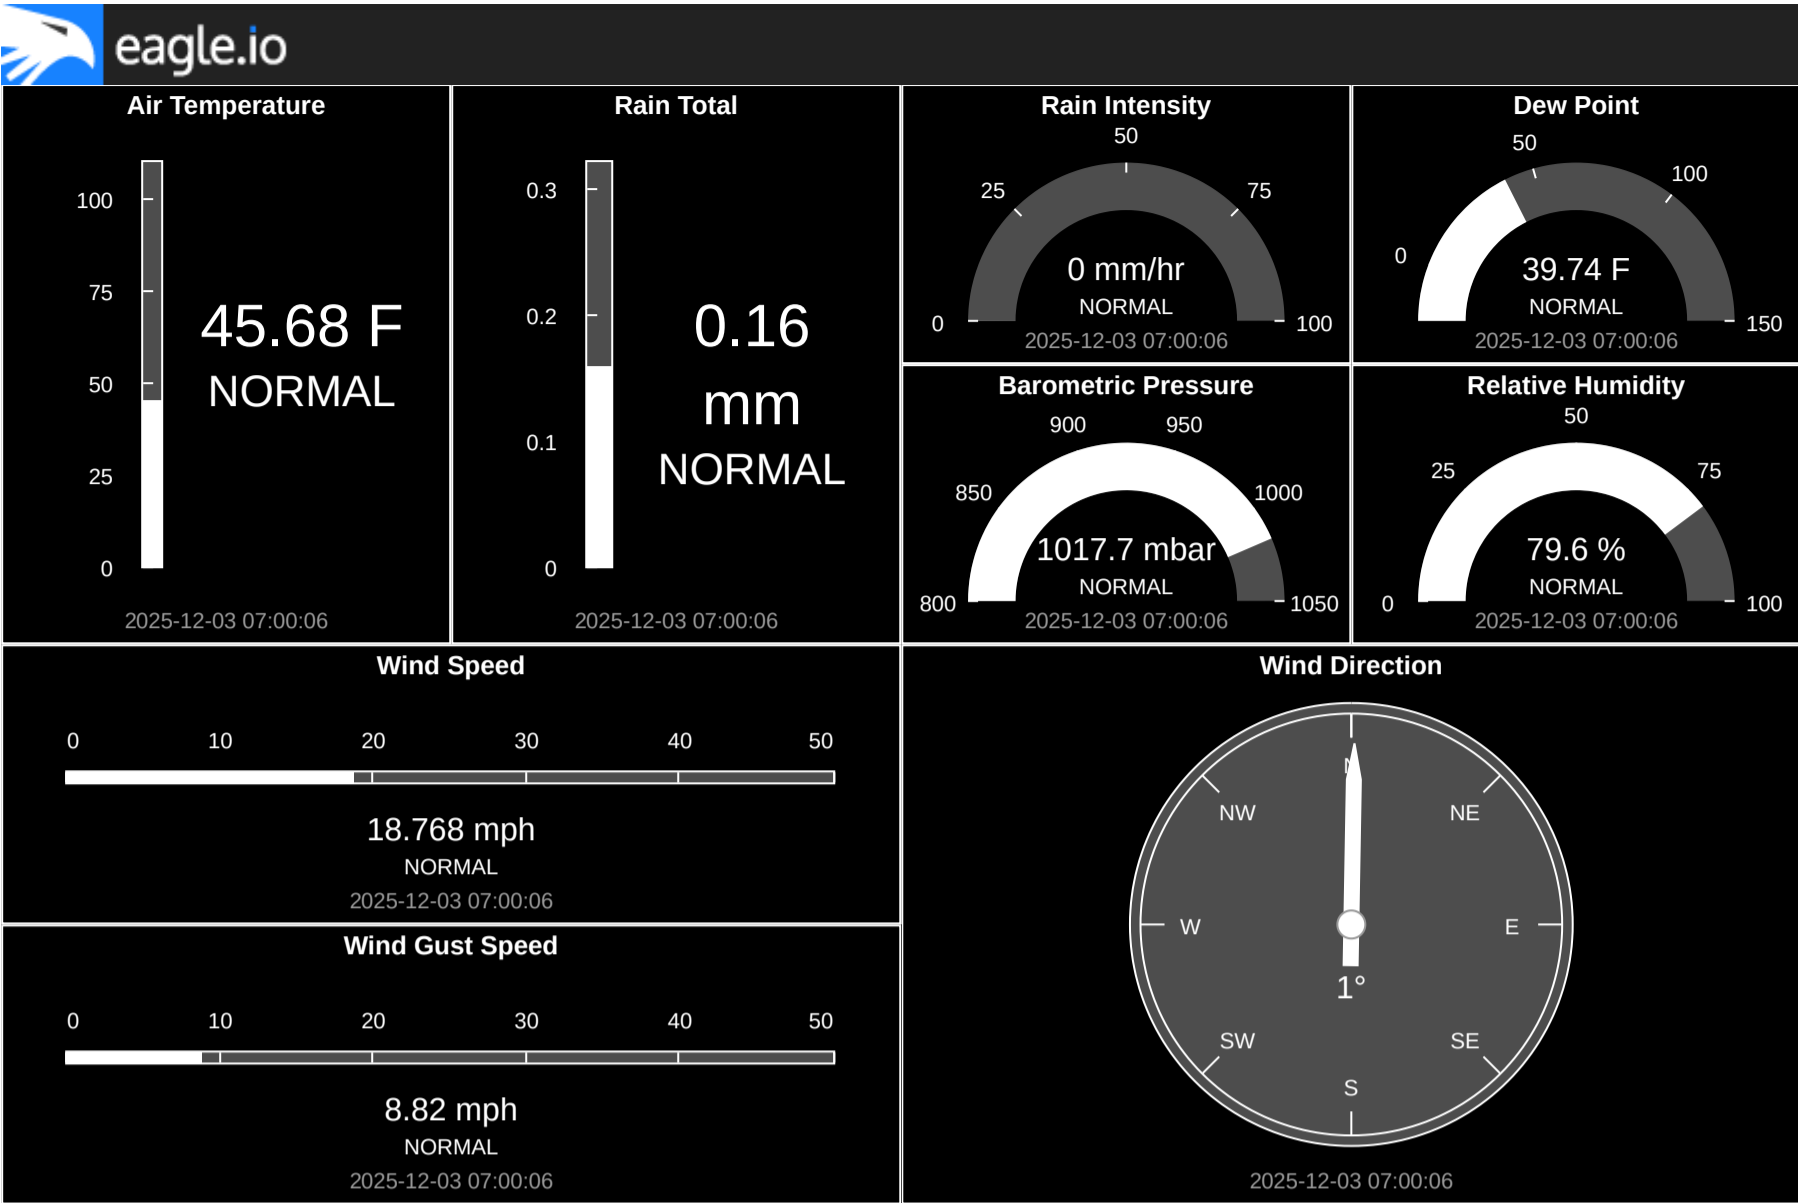 eagle.io
Air Temperature
100
75
50
25
0
45.68 F
NORMAL
2025-12-03 07:00:06
Rain Total
0.3
0.2
0.1
0
0.16
mm
NORMAL
2025-12-03 07:00:06
Rain Intensity
0
25
50
75
100
0 mm/hr
NORMAL
2025-12-03 07:00:06
Dew Point
0
50
100
150
39.74 F
NORMAL
2025-12-03 07:00:06
Barometric Pressure
800
850
900
950
1000
1050
1017.7 mbar
NORMAL
2025-12-03 07:00:06
Relative Humidity
0
25
50
75
100
79.6 %
NORMAL
2025-12-03 07:00:06
Wind Speed
0 10 20 30 40 50
18.768 mph
NORMAL
2025-12-03 07:00:06
Wind Gust Speed
0 10 20 30 40 50
8.82 mph
NORMAL
2025-12-03 07:00:06
Wind Direction
N
NW NE
W E
1°
SW SE
S
2025-12-03 07:00:06